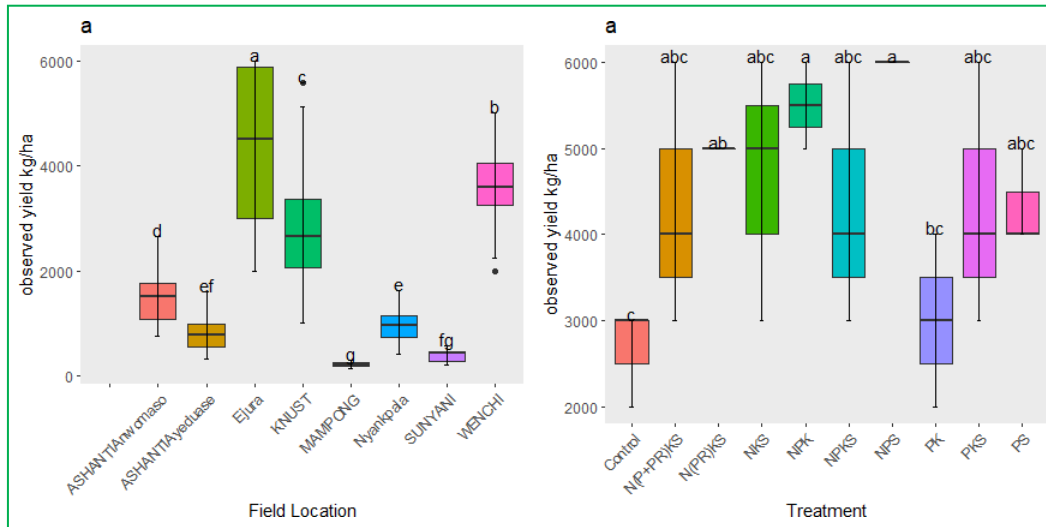 a
observed yield kg/ha
6000
4000
2000
0
d
ef
a
c
g
e
fg
b
ASHANTIAnwomaso
ASHANTIAyeduase
Ejura
KNUST
MAMPONG
Nyankpala
SUNYANI
WENCHI
Field Location
a
observed yield kg/ha
6000
5000
4000
3000
2000
c
abc
ab
abc
a
abc
a
bc
abc
abc
Control
N(P+PR)KS
N(PR)KS
NKS
NPK
NPKS
NPS
PK
PKS
PS
Treatment